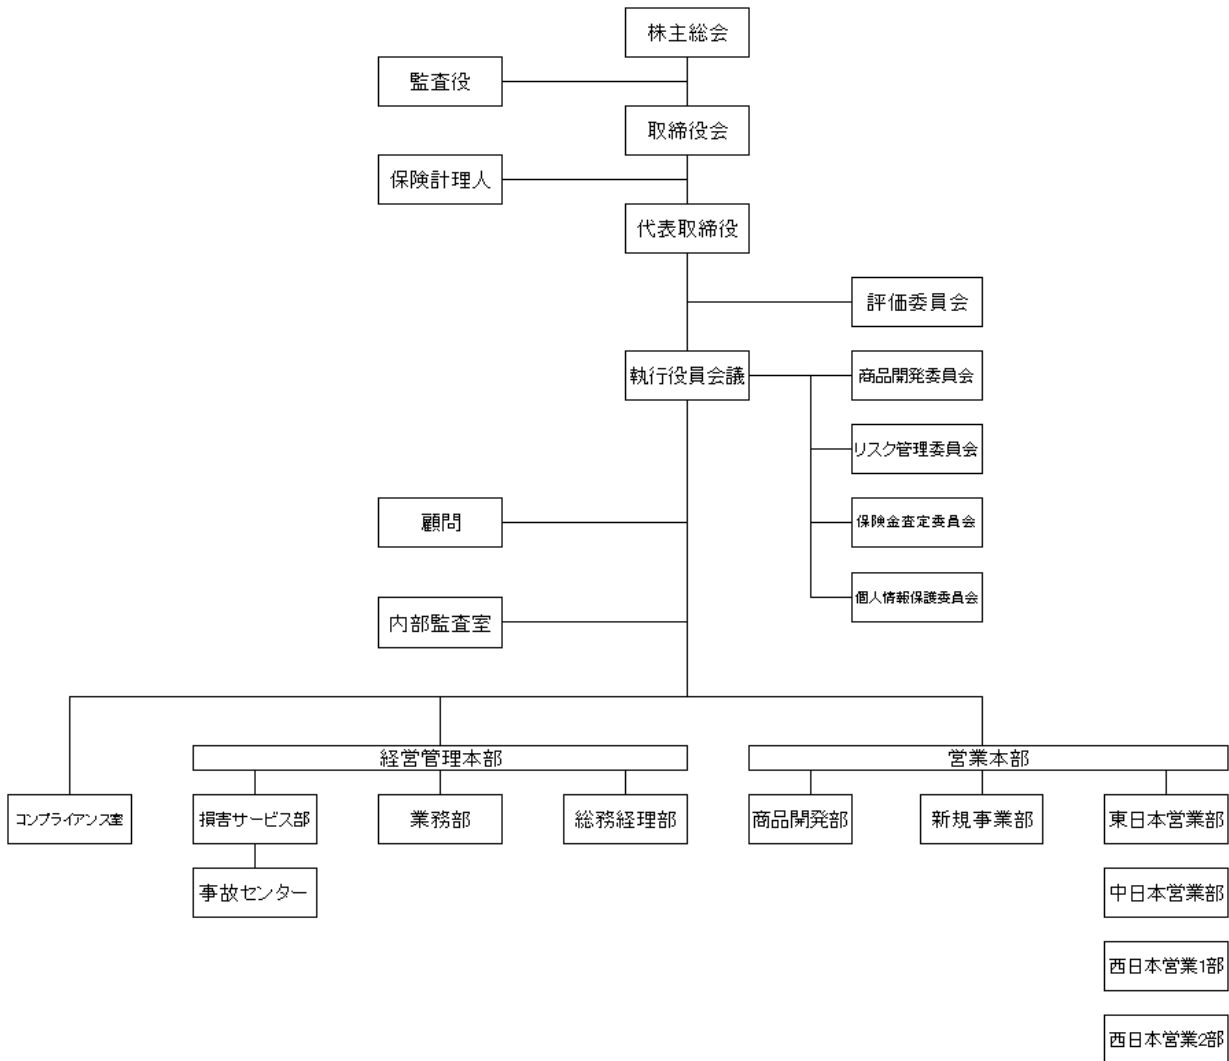 株主総会
監査役
取締役会
保険計理人
代表取締役
評価委員会
執行役員会議
商品開発委員会
リスク管理委員会
顧問
保険金査定委員会
個人情報保護委員会
内部監査室
経営管理本部
営業本部
コンプライアンス室
損害サービス部
業務部
総務経理部
商品開発部
新規事業部
東日本営業部
事故センター
中日本営業部
西日本営業1部
西日本営業2部